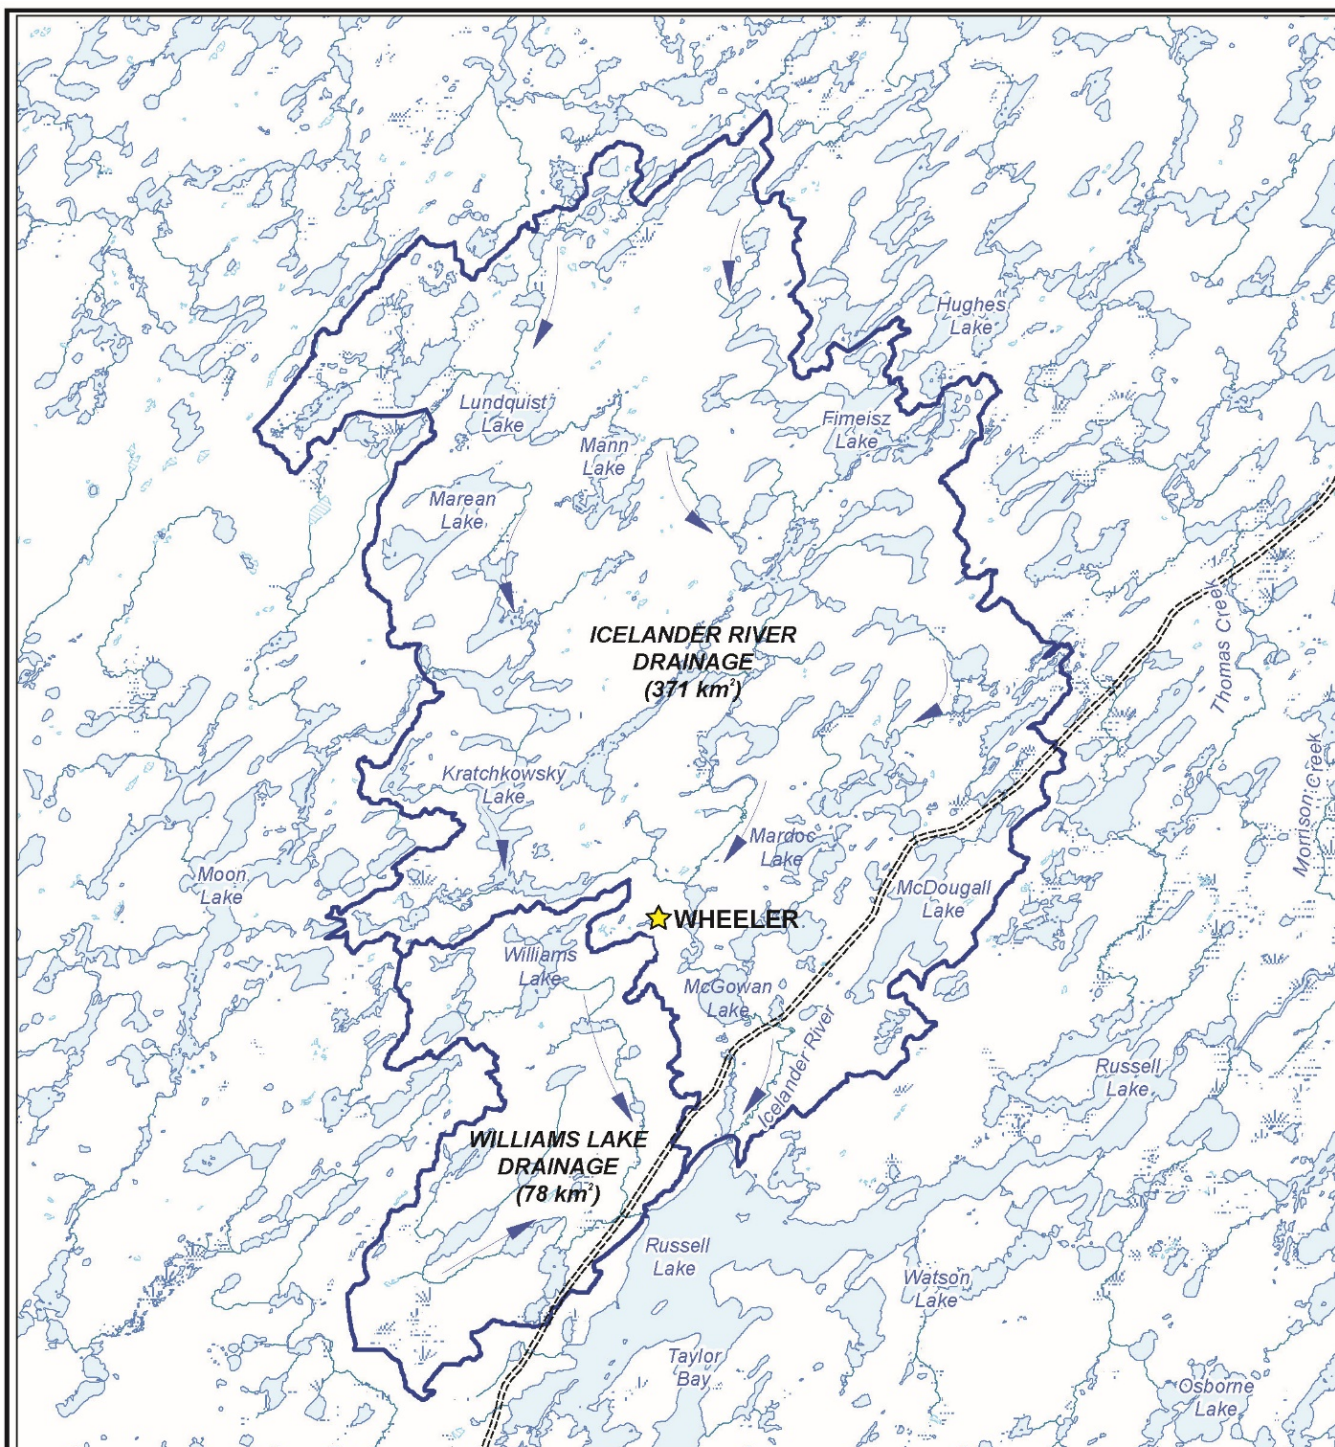 Hughes
Lake
Lundquist
Lake
Fimeisz
Lake
Mann
Lake
Marean
Lake
Thomas Creek
ICELANDER RIVER
DRAINAGE
(371 km²)
Morrison Creek
Kratchkowsky
Lake
Mardoc
Lake
Moon
Lake
McDougall
Lake
WHEELER
Williams
Lake
McGowan
Lake
Icelander River
Russell
Lake
WILLIAMS LAKE
DRAINAGE
(78 km²)
Russell
Lake
Watson
Lake
Taylor
Bay
Osborne
Lake